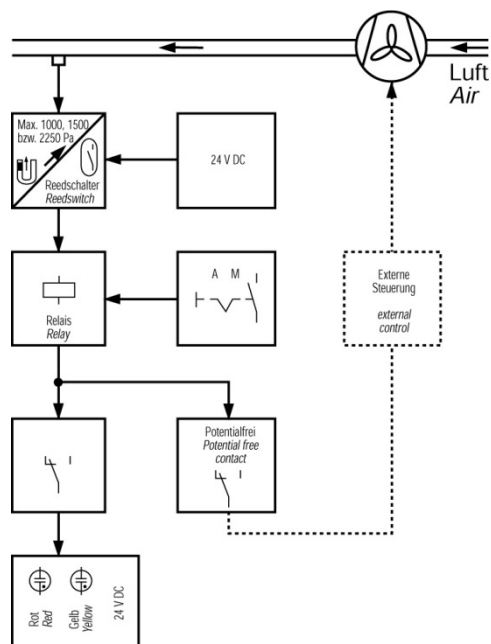 Luft
Air
Max. 1000, 1500
bzw. 2250 Pa
Reedschalter
Reedswitch
24 V DC
Relais
Relay
A M
Externe
Steuerung
external
control
Potentialfrei
Potential free
contact
Rot
Red
Gelb
Yellow
24 V DC